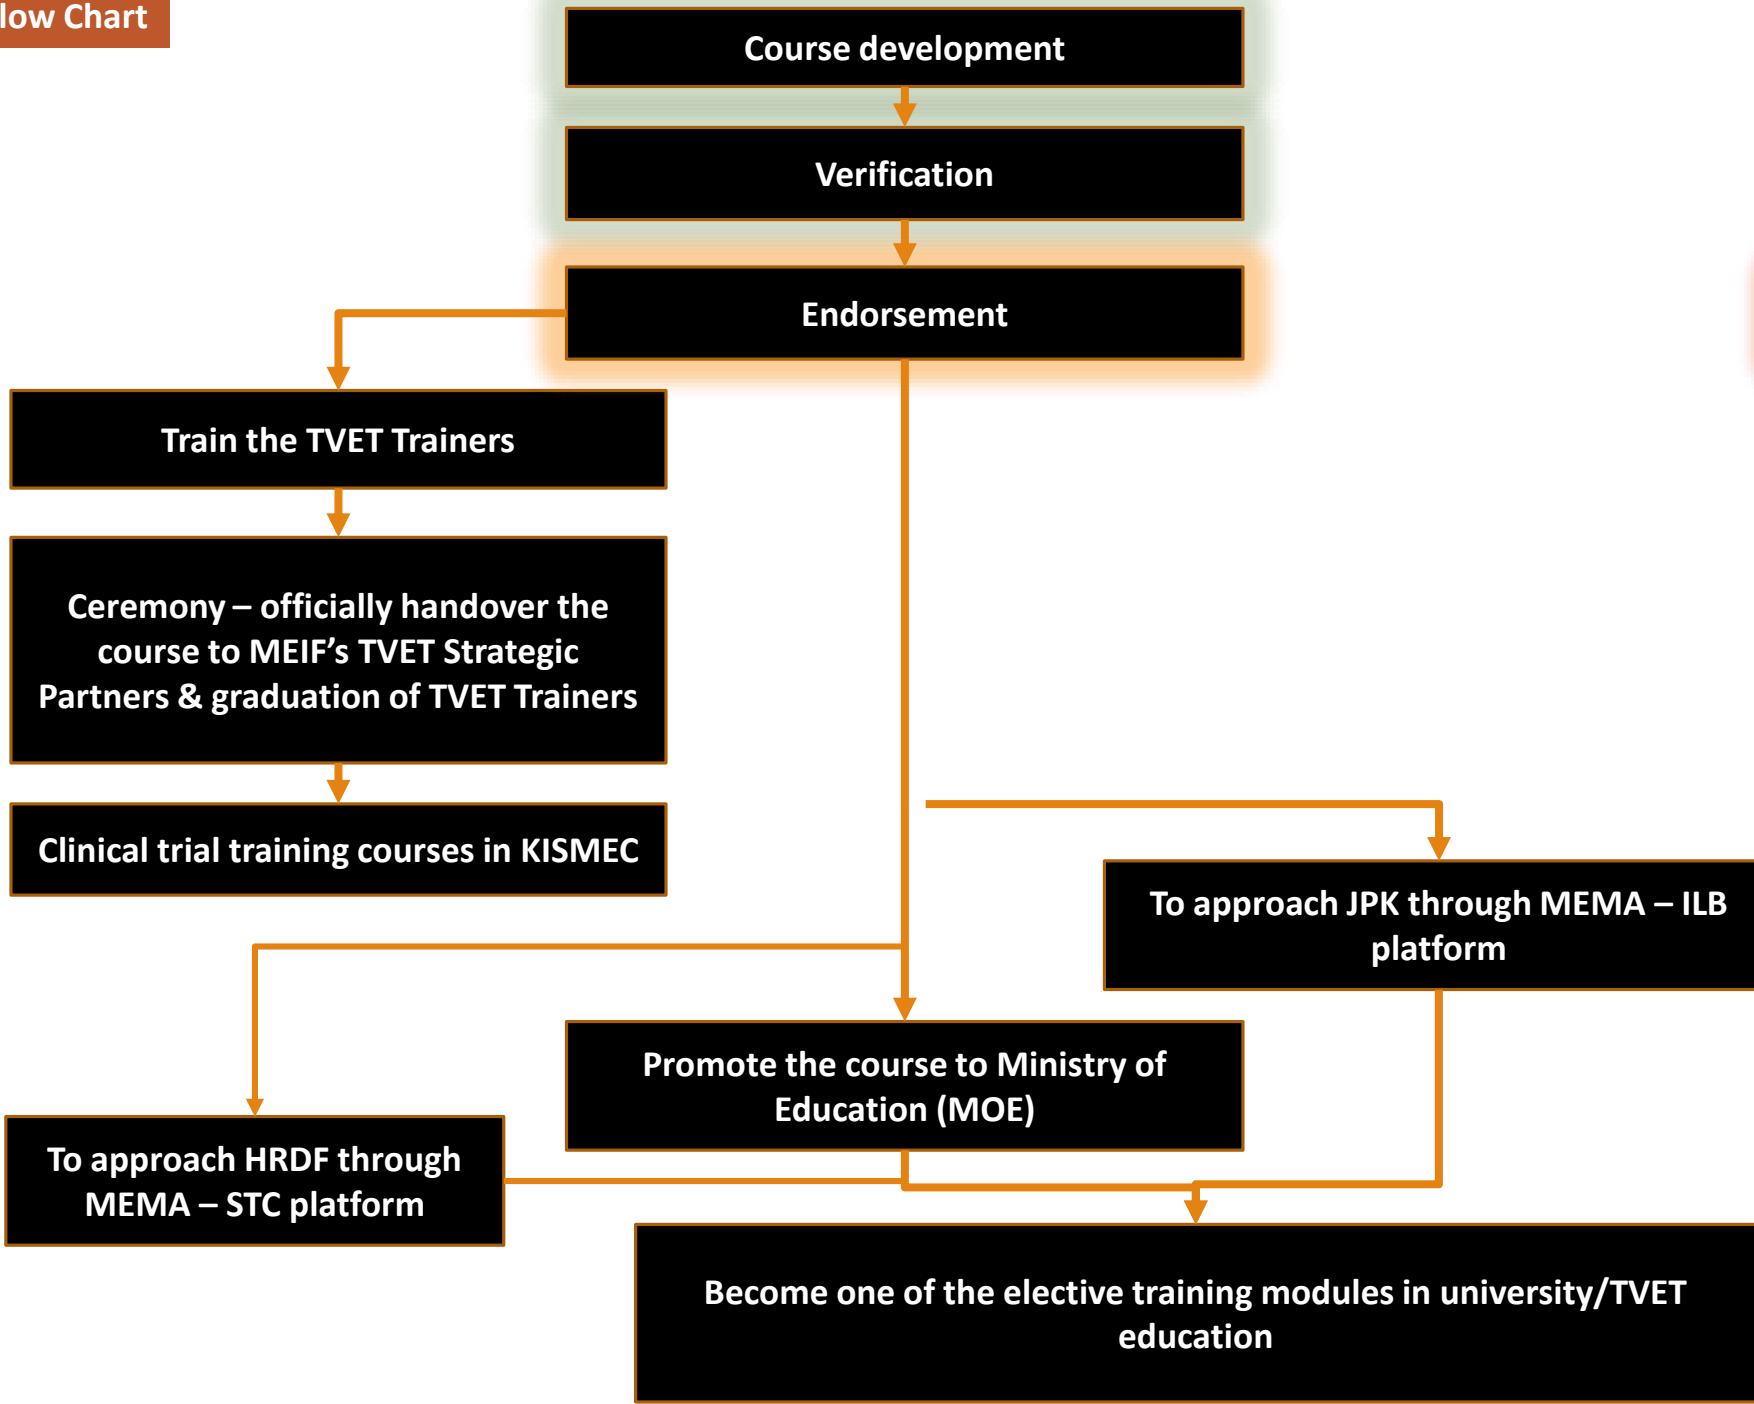 low Chart
Course development
Verification
Endorsement
Train the TVET Trainers
Ceremony – officially handover the
course to MEIF’s TVET Strategic
Partners & graduation of TVET Trainers
Clinical trial training courses in KISMEC
To approach JPK through MEMA – ILB
platform
Promote the course to Ministry of
Education (MOE)
To approach HRDF through
MEMA – STC platform
Become one of the elective training modules in university/TVET
education